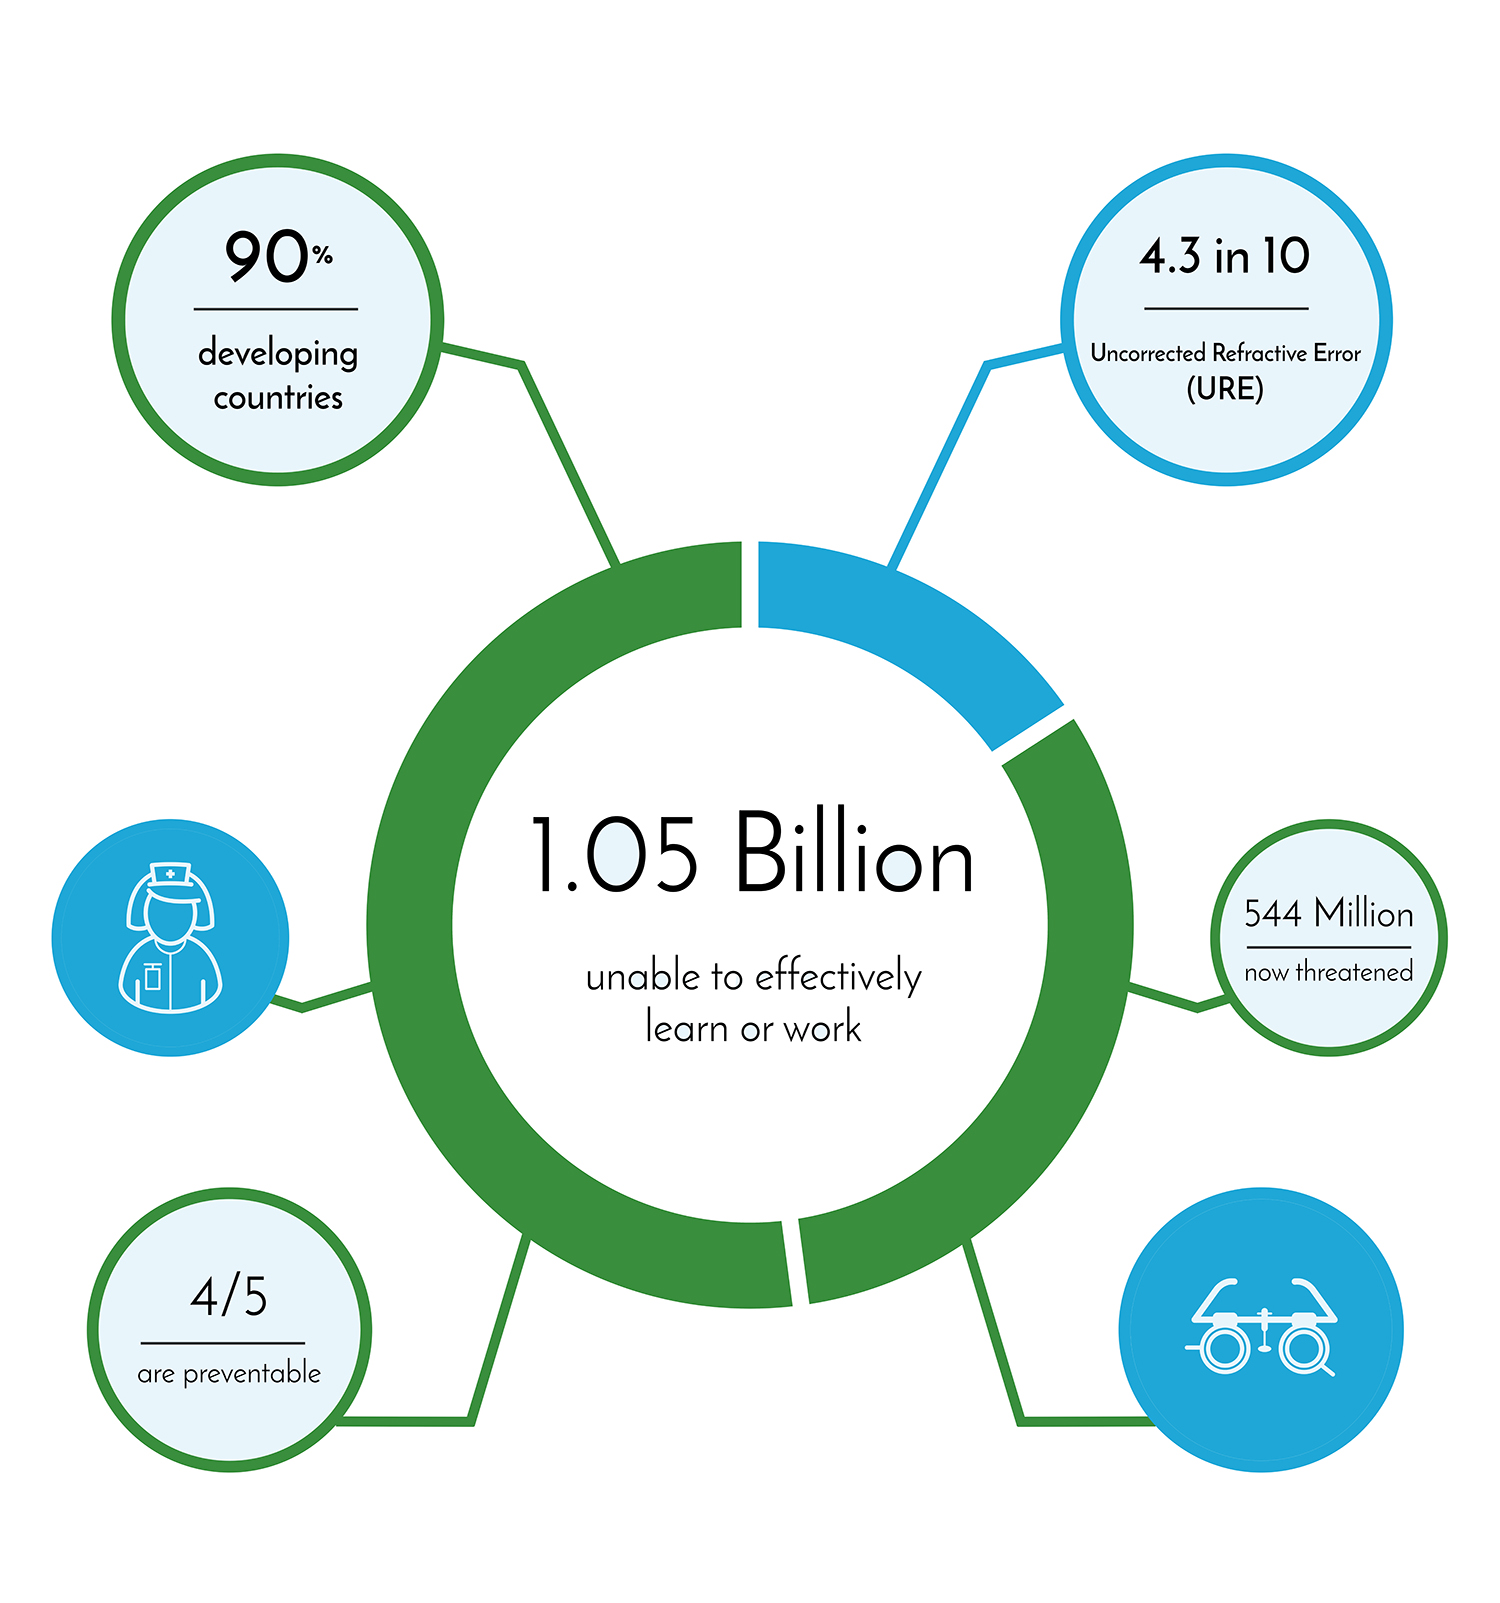 90%
developing
countries
4.3 in 10
Uncorrected Refractive Error
(URE)
1.05 Billion
unable to effectively
learn or work
544 Million
now threatened
4/5
are preventable